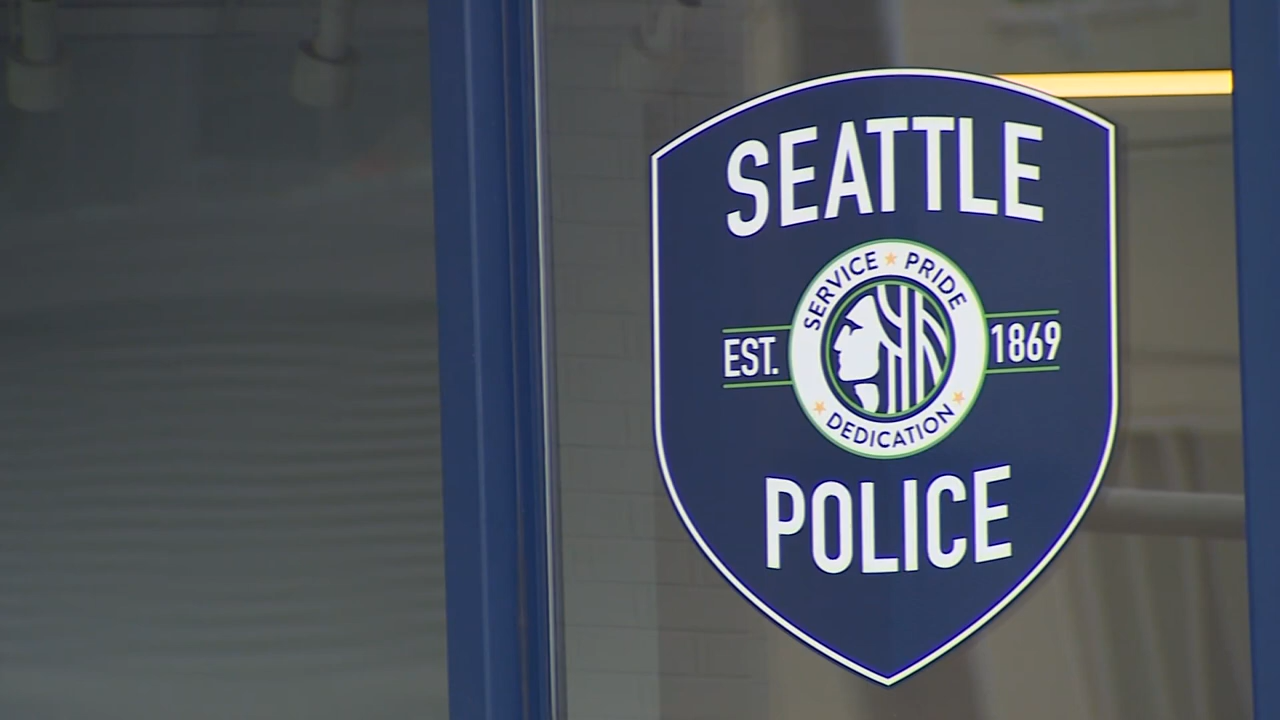 SEATTLE
SERVICE ★ PRIDE
EST. 1869
★ DEDICATION ★
POLICE